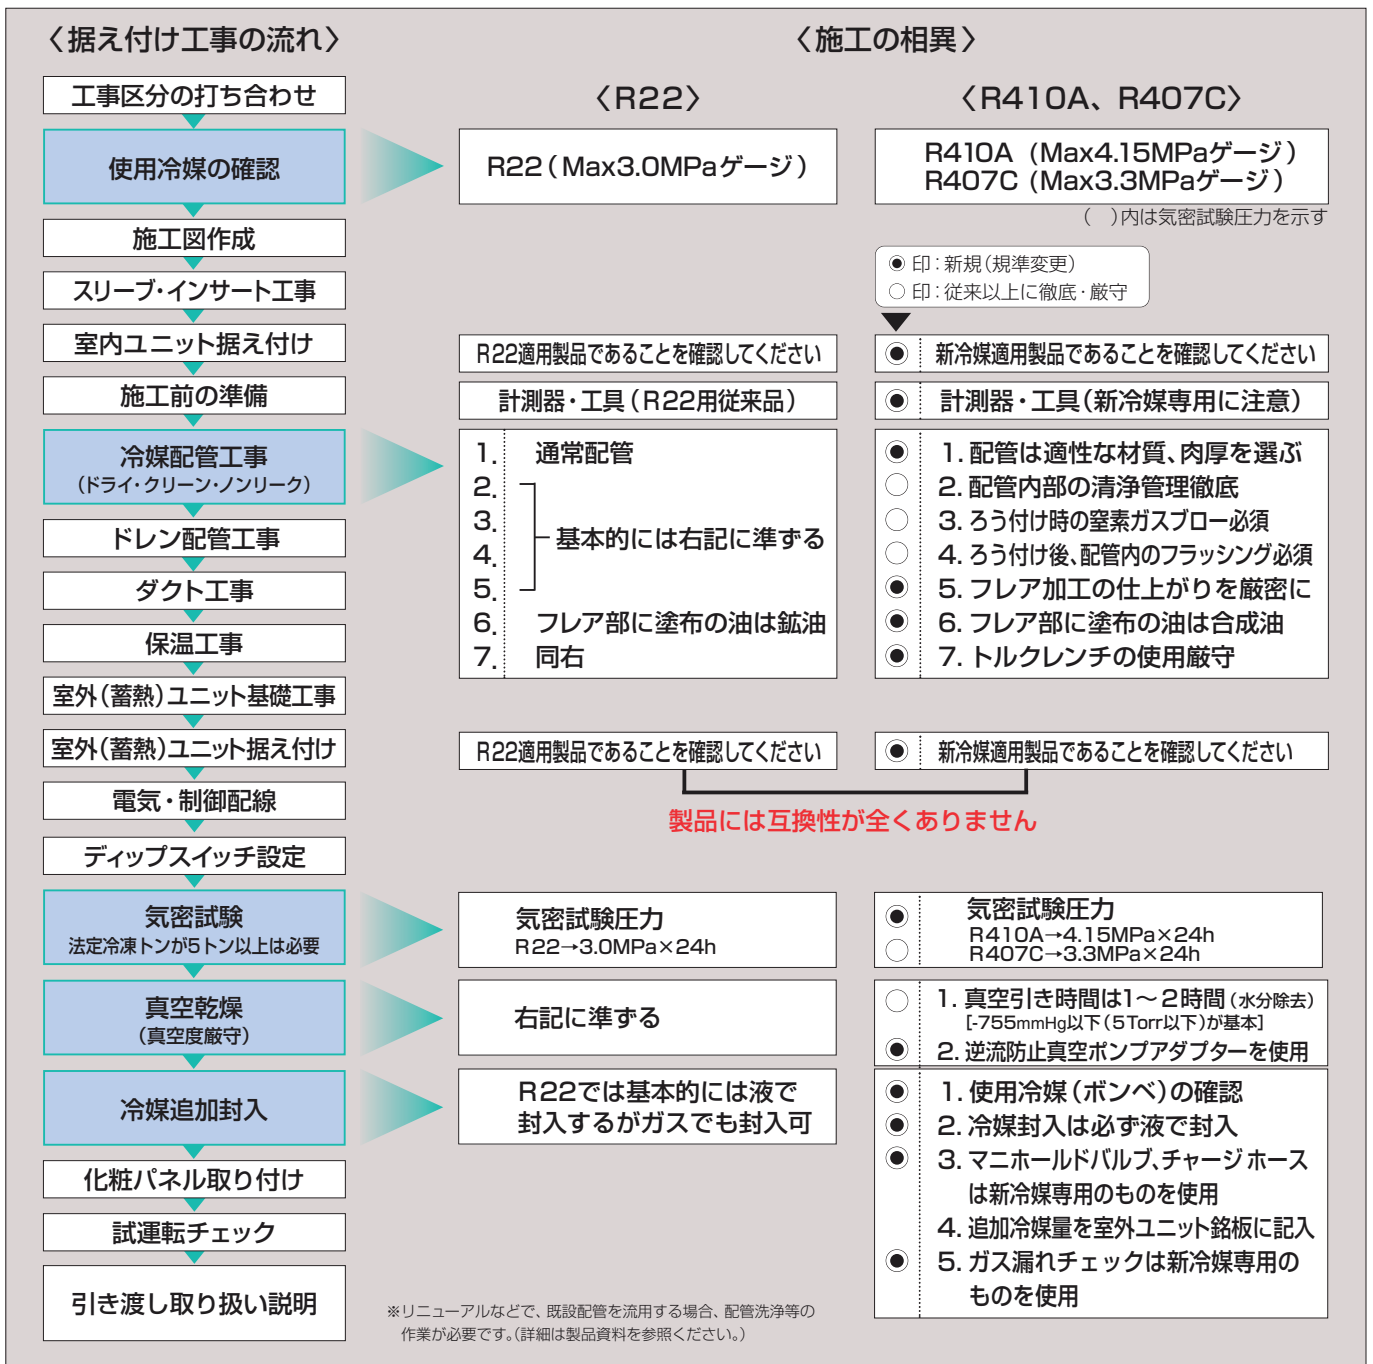 〈据え付け工事の流れ〉
〈施工の相異〉
工事区分の打ち合わせ
〈R22〉
〈R410A、R407C〉
使用冷媒の確認
R22（Max3.0MPaゲージ）
R410A（Max4.15MPaゲージ）
R407C（Max3.3MPaゲージ）
（　）内は気密試験圧力を示す
施工図作成
◉ 印：新規（規準変更）
○ 印：従来以上に徹底・厳守
スリーブ・インサート工事
室内ユニット据え付け
R22適用製品であることを確認してください
◉ 新冷媒適用製品であることを確認してください
施工前の準備
計測器・工具（R22用従来品）
◉ 計測器・工具（新冷媒専用に注意）
冷媒配管工事
（ドライ・クリーン・ノンリーク）
1. 通常配管
2.
3.
4.
5.
基本的には右記に準ずる
6. フレア部に塗布の油は鉱油
7. 同右
◉ 1. 配管は適性な材質、肉厚を選ぶ
○ 2. 配管内部の清浄管理徹底
○ 3. ろう付け時の窒素ガスブロー必須
○ 4. ろう付け後、配管内のフラッシング必須
◉ 5. フレア加工の仕上がりを厳密に
◉ 6. フレア部に塗布の油は合成油
◉ 7. トルクレンチの使用厳守
ドレン配管工事
ダクト工事
保温工事
室外（蓄熱）ユニット基礎工事
室外（蓄熱）ユニット据え付け
R22適用製品であることを確認してください
◉ 新冷媒適用製品であることを確認してください
製品には互換性が全くありません
電気・制御配線
ディップスイッチ設定
気密試験
法定冷凍トンが5トン以上は必要
気密試験圧力
R22→3.0MPa×24h
気密試験圧力
◉ R410A→4.15MPa×24h
○ R407C→3.3MPa×24h
真空乾燥
（真空度厳守）
右記に準ずる
○ 1. 真空引き時間は1～2時間（水分除去）
[-755mmHg以下（5Torr以下）が基本]
◉ 2. 逆流防止真空ポンプアダプターを使用
冷媒追加封入
R22では基本的には液で
封入するがガスでも封入可
◉ 1. 使用冷媒（ボンベ）の確認
◉ 2. 冷媒封入は必ず液で封入
◉ 3. マニホールドバルブ、チャージホース
は新冷媒専用のものを使用
4. 追加冷媒量を室外ユニット銘板に記入
◉ 5. ガス漏れチェックは新冷媒専用の
ものを使用
化粧パネル取り付け
試運転チェック
引き渡し取り扱い説明
※リニューアルなどで、既設配管を流用する場合、配管洗浄等の
作業が必要です。（詳細は製品資料を参照ください。）